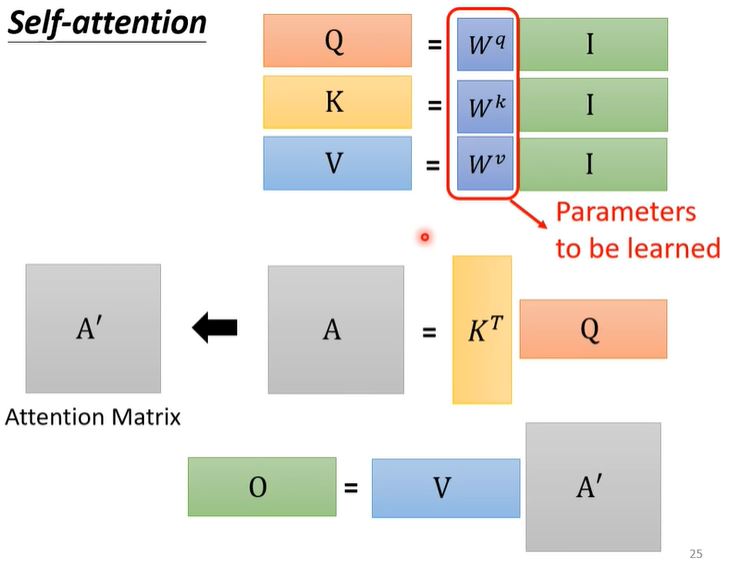 Self-attention
Q = W^q I
K = W^k I
V = W^v I
Parameters
to be learned
A′ A = K^T Q
Attention Matrix
O = V A′
25